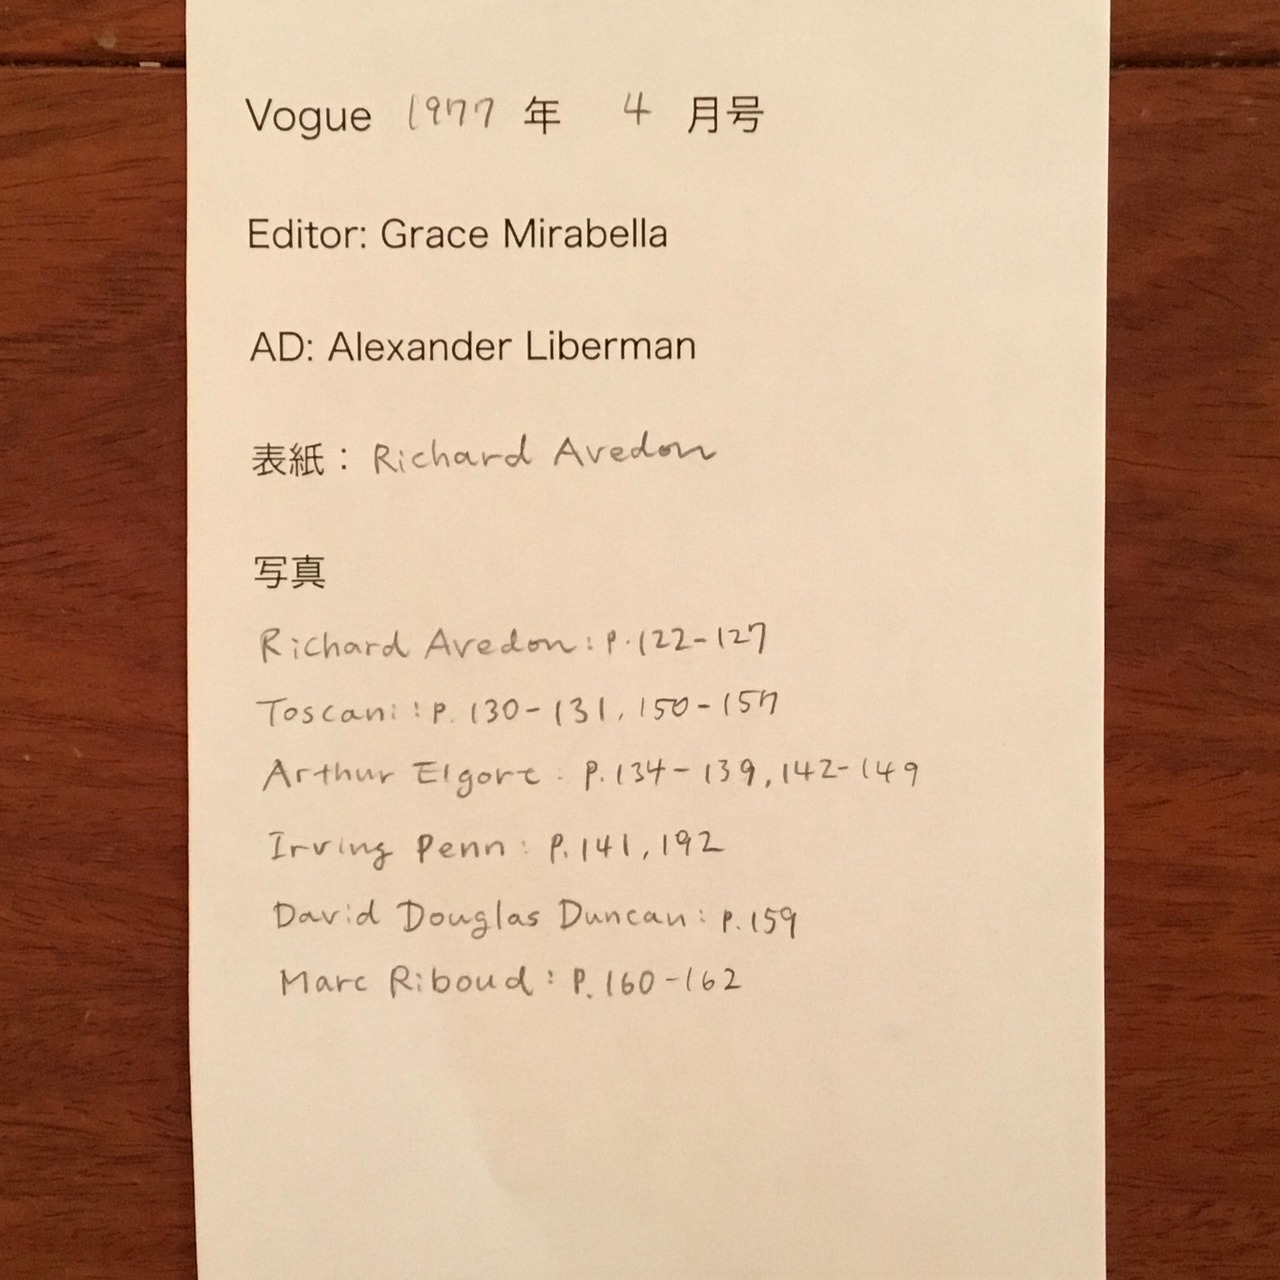 Vogue 1977 年 4 月号
Editor: Grace Mirabella
AD: Alexander Liberman
表紙： Richard Avedon
写真
Richard Avedon : p.122-127
Toscani : p.130-131, 150-157
Arthur Elgort : p.134-139, 142-149
Irving Penn : p.141, 192
David Douglas Duncan : p.159
Marc Riboud : p.160-162